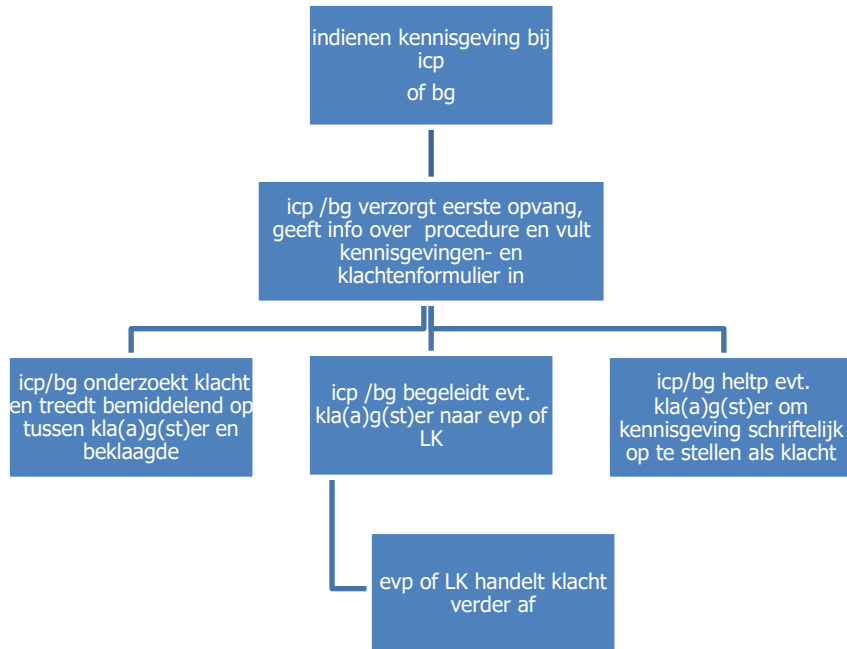 indienen kennisgeving bij
icp
of bg
icp /bg verzorgt eerste opvang,
geeft info over procedure en vult
kennisgevingen- en
klachtenformulier in
icp/bg onderzoekt klacht
en treedt bemiddelend op
tussen kla(a)g(st)er en
beklaagde
icp /bg begeleidt evt.
kla(a)g(st)er naar evp of
LK
icp/bg heltp evt.
kla(a)g(st)er om
kennisgeving schriftelijk
op te stellen als klacht
evp of LK handelt klacht
verder af